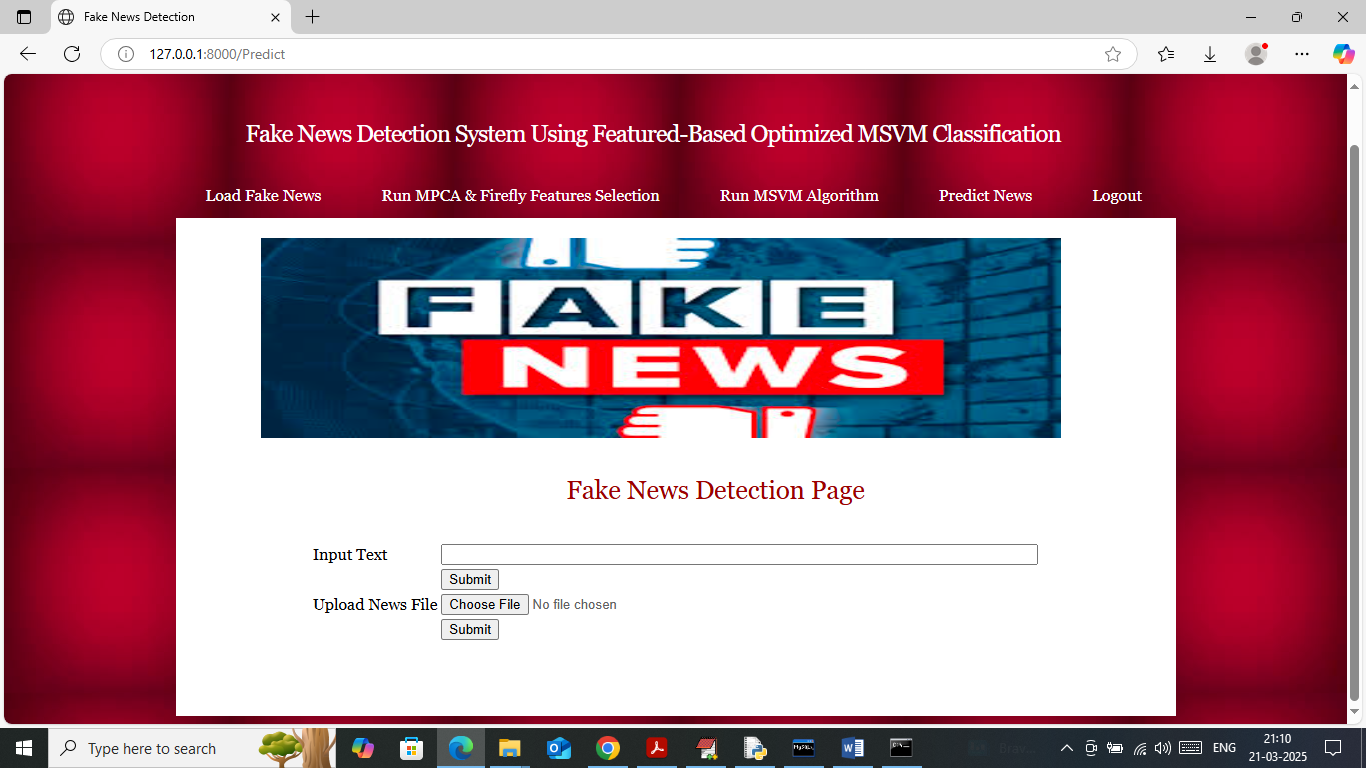 Fake News Detection
127.0.0.1:8000/Predict
Fake News Detection System Using Featured-Based Optimized MSVM Classification
Load Fake News Run MPCA & Firefly Features Selection Run MSVM Algorithm Predict News Logout
FAKE
NEWS
Fake News Detection Page
Input Text
Submit
Upload News File Choose File No file chosen
Submit
Type here to search
ENG
21:10
21-03-2025